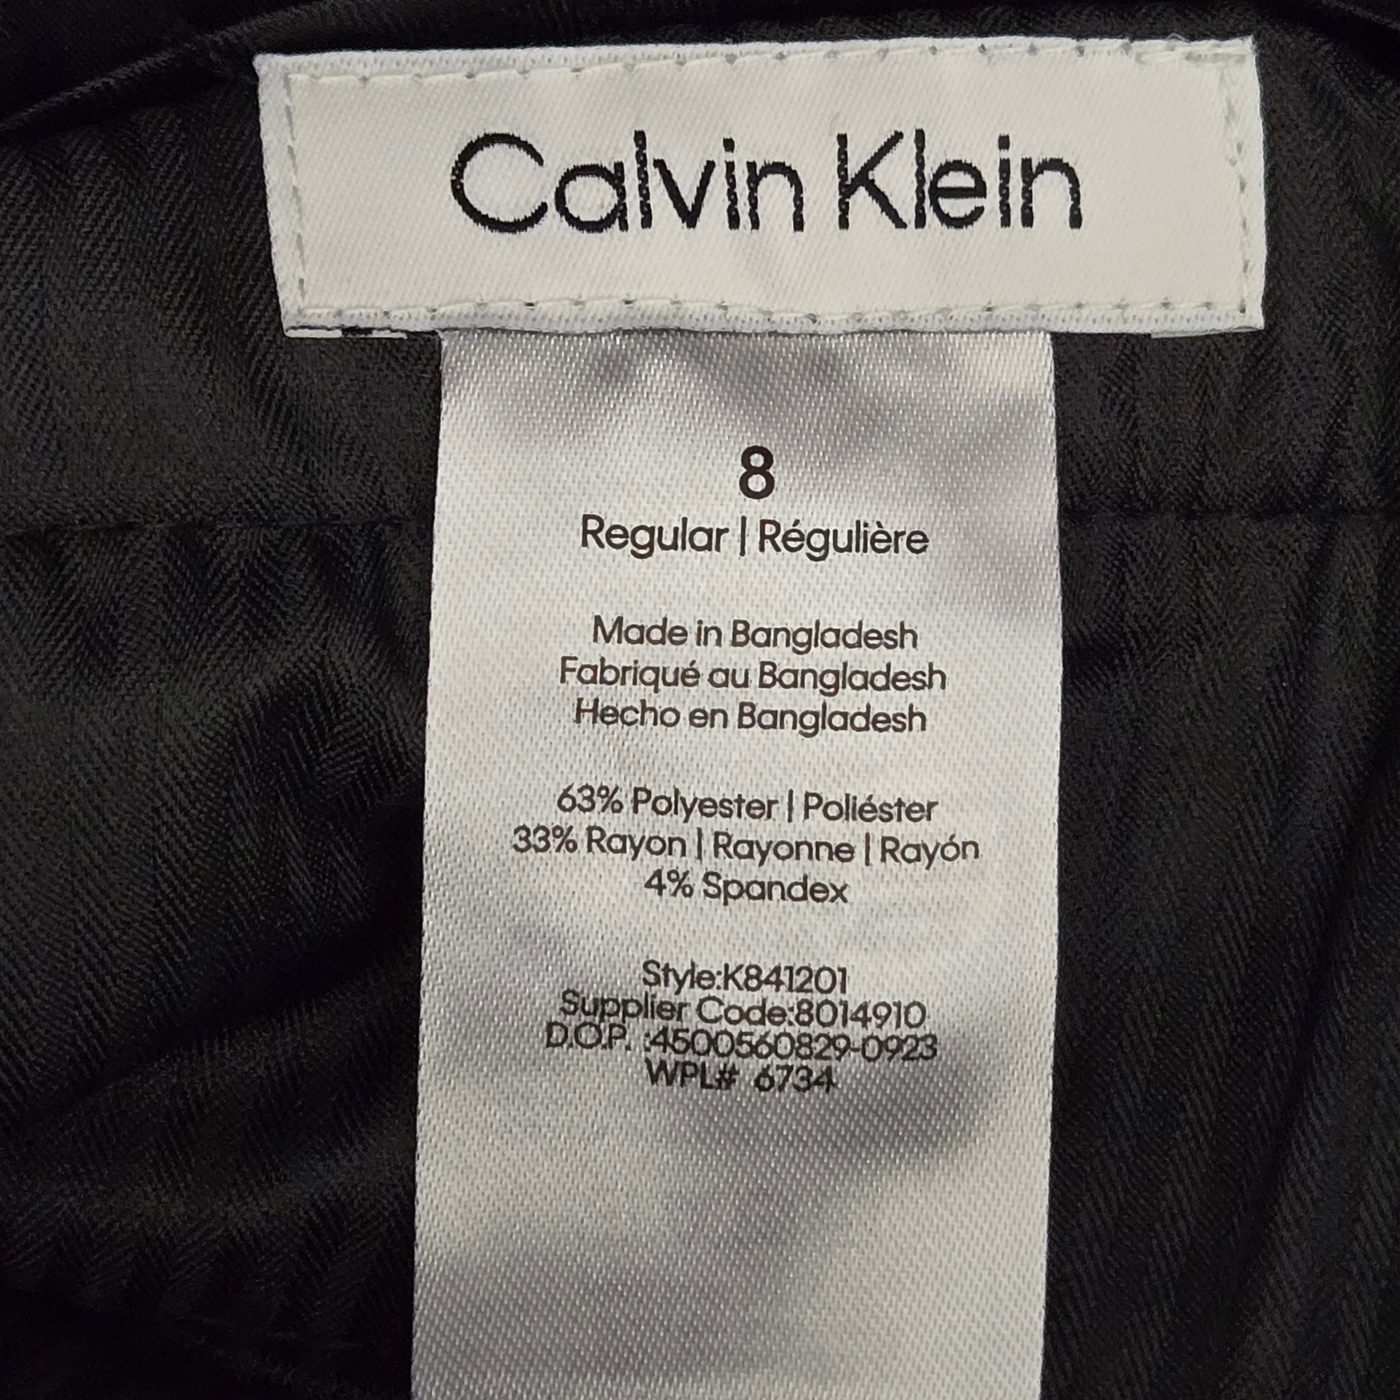 Calvin Klein
8
Regular | Régulière
Made in Bangladesh
Fabriqué au Bangladesh
Hecho en Bangladesh
63% Polyester | Poliéster
33% Rayon | Rayonne | Rayón
4% Spandex
Style:K841201
Supplier Code:8014910
D.O.P. :4500560829-0923
WPL# 6734